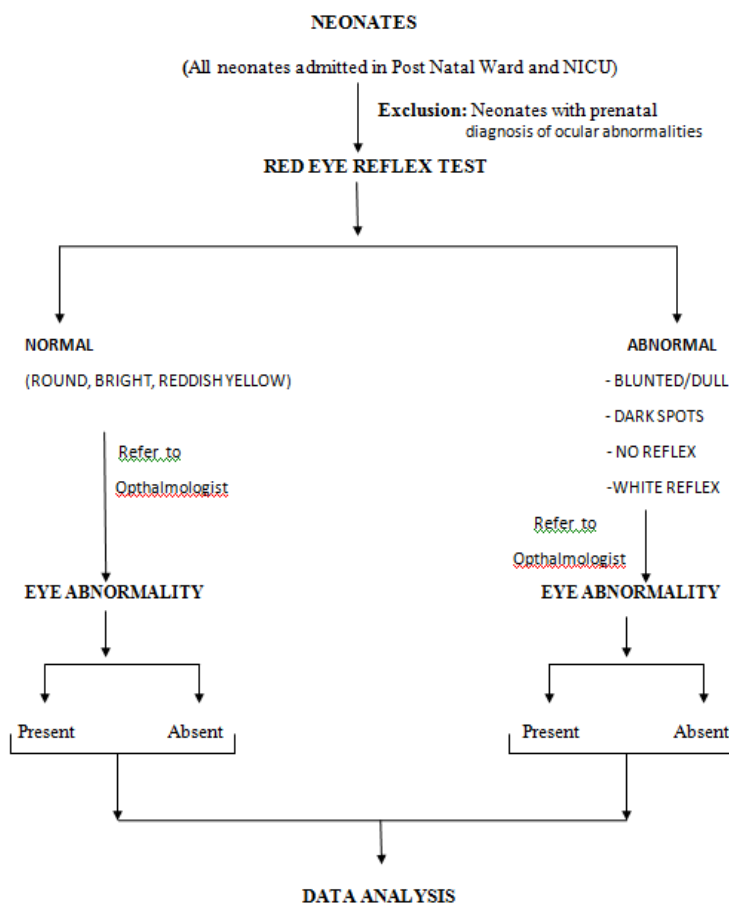 NEONATES
(All neonates admitted in Post Natal Ward and NICU)
Exclusion: Neonates with prenatal
diagnosis of ocular abnormalities
RED EYE REFLEX TEST
NORMAL
(ROUND, BRIGHT, REDDISH YELLOW)
Refer to
Opthalmologist
EYE ABNORMALITY
Present Absent
ABNORMAL
- BLUNTED/DULL
- DARK SPOTS
- NO REFLEX
-WHITE REFLEX
Refer to
Opthalmologist
EYE ABNORMALITY
Present Absent
DATA ANALYSIS